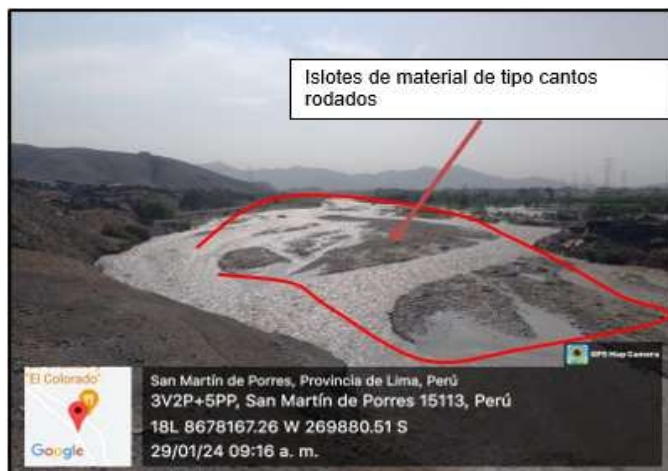 Islotes de material de tipo cantos
rodados
GPS Map Camera
"El Colorado"
Google
San Martín de Porres, Provincia de Lima, Perú
3V2P+5PP, San Martín de Porres 15113, Perú
18L 8678167.26 W 269880.51 S
29/01/24 09:16 a. m.